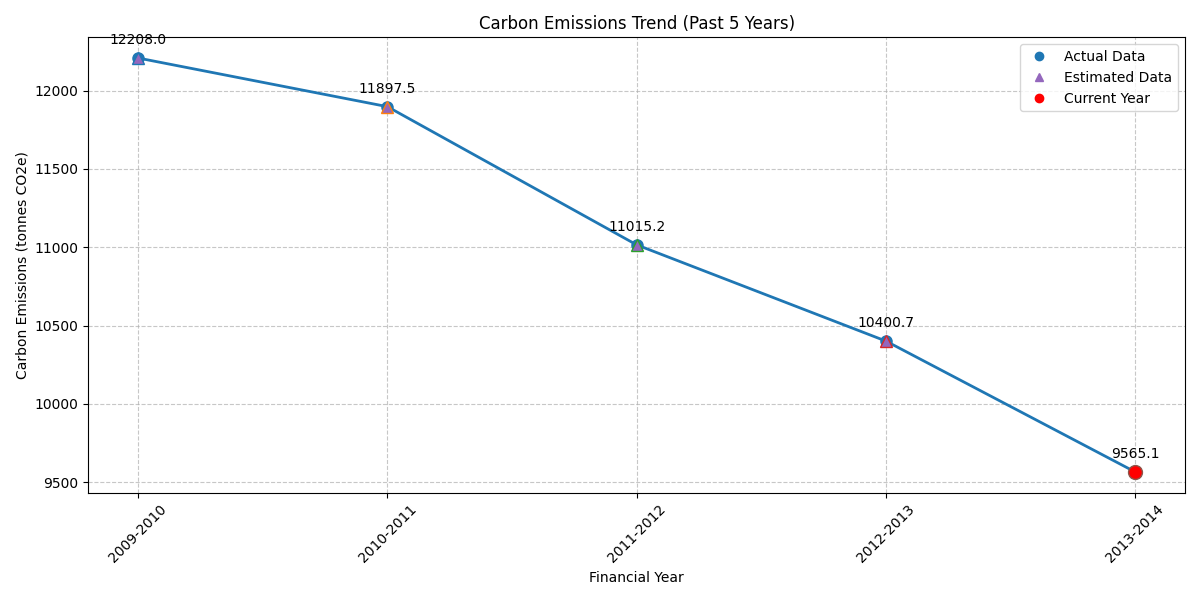 Carbon Emissions Trend (Past 5 Years)
12208.0
11897.5
11015.2
10400.7
9565.1
Actual Data
Estimated Data
Current Year
Carbon Emissions (tonnes CO2e)
12000
11500
11000
10500
10000
9500
2009-2010
2010-2011
2011-2012
2012-2013
2013-2014
Financial Year